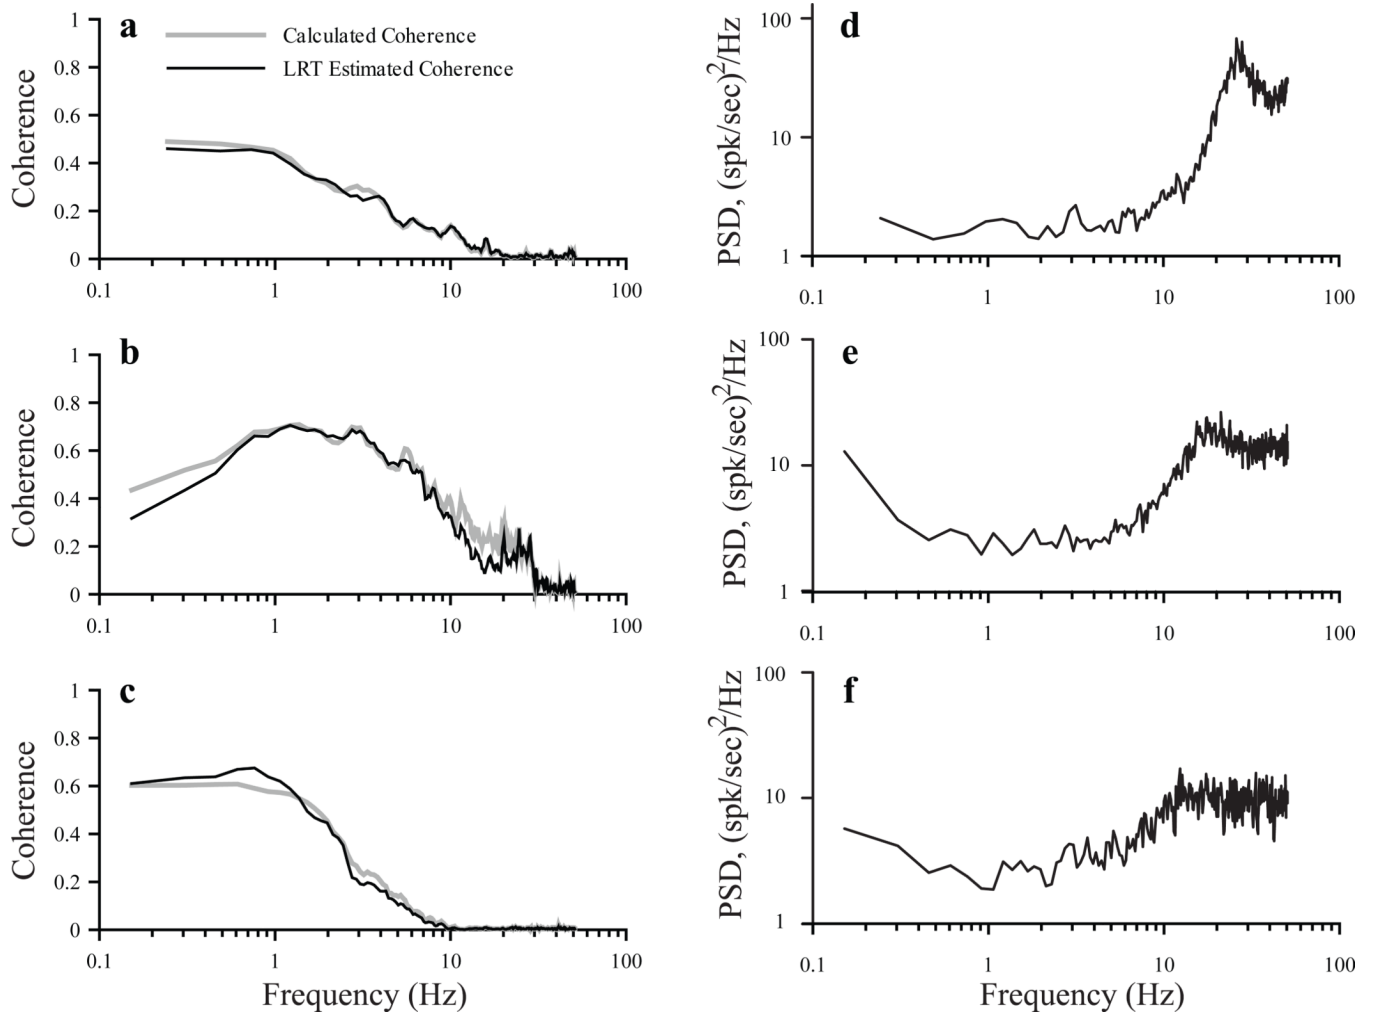 a
Calculated Coherence
LRT Estimated Coherence
Coherence
1
0.8
0.6
0.4
0.2
0
0.1 1 10 100
d
PSD, (spk/sec)2/Hz
100
10
1
0.1 1 10 100
b
Coherence
1
0.8
0.6
0.4
0.2
0
0.1 1 10 100
e
PSD, (spk/sec)2/Hz
100
10
1
0.1 1 10 100
c
Coherence
1
0.8
0.6
0.4
0.2
0
0.1 1 10 100
Frequency (Hz)
f
PSD, (spk/sec)2/Hz
100
10
1
0.1 1 10 100
Frequency (Hz)